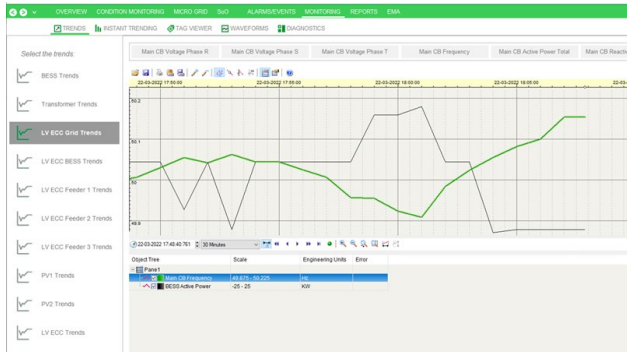 OVERVIEW CONDITION MONITORING MICRO GRID SoO ALARMS/EVENTS MONITORING REPORTS EMA
TRENDS INSTANT TRENDING TAG VIEWER WAVEFORMS DIAGNOSTICS
Select the trends:
Main CB Voltage Phase R Main CB Voltage Phase S Main CB Voltage Phase T Main CB Frequency Main CB Active Power Total Main CB Reacti
BESS Trends
Transformer Trends
LV ECC Grid Trends
LV ECC BESS Trends
LV ECC Feeder 1 Trends
LV ECC Feeder 2 Trends
LV ECC Feeder 3 Trends
PV1 Trends
PV2 Trends
LV ECC Trends
22-03-2022 17:50:00 22-03-2022 17:55:00 22-03-2022 18:00:00 22-03-2022 18:05:00 22-03-
50.2
50.1
50
49.9
22-03-2022 17:48:40.761 30 Minutes
Object Tree Scale Engineering Units Error
Pane1
Main CB Frequency 49.875 - 50.225 Hz
BESS Active Power -25 - 25 KW